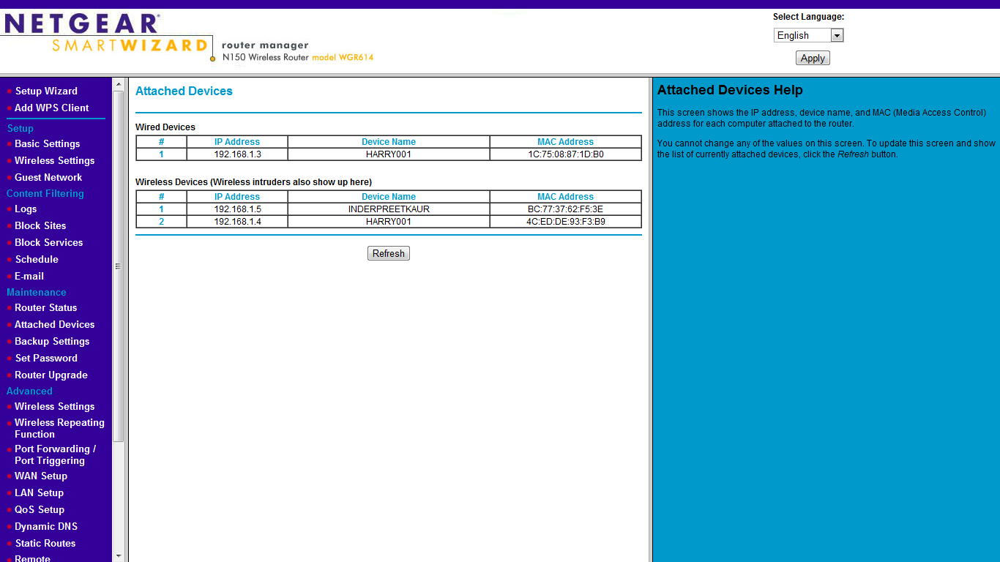 NETGEAR®
SMARTWIZARD
router manager
N150 Wireless Router model WGR614
Select Language:
English
Apply
Setup Wizard
Add WPS Client
Setup
Basic Settings
Wireless Settings
Guest Network
Content Filtering
Logs
Block Sites
Block Services
Schedule
E-mail
Maintenance
Router Status
Attached Devices
Backup Settings
Set Password
Router Upgrade
Advanced
Wireless Settings
Wireless Repeating
Function
Port Forwarding /
Port Triggering
WAN Setup
LAN Setup
QoS Setup
Dynamic DNS
Static Routes
Remote
Attached Devices
Wired Devices
# IP Address Device Name MAC Address
1 192.168.1.3 HARRY001 1C:75:08:87:1D:B0
Wireless Devices (Wireless intruders also show up here)
# IP Address Device Name MAC Address
1 192.168.1.5 INDERPREETKAUR BC:77:37:62:F5:3E
2 192.168.1.4 HARRY001 4C:ED:DE:93:F3:B9
Refresh
Attached Devices Help
This screen shows the IP address, device name, and MAC (Media Access Control)
address for each computer attached to the router.
You cannot change any of the values on this screen. To update this screen and show
the list of currently attached devices, click the Refresh button.